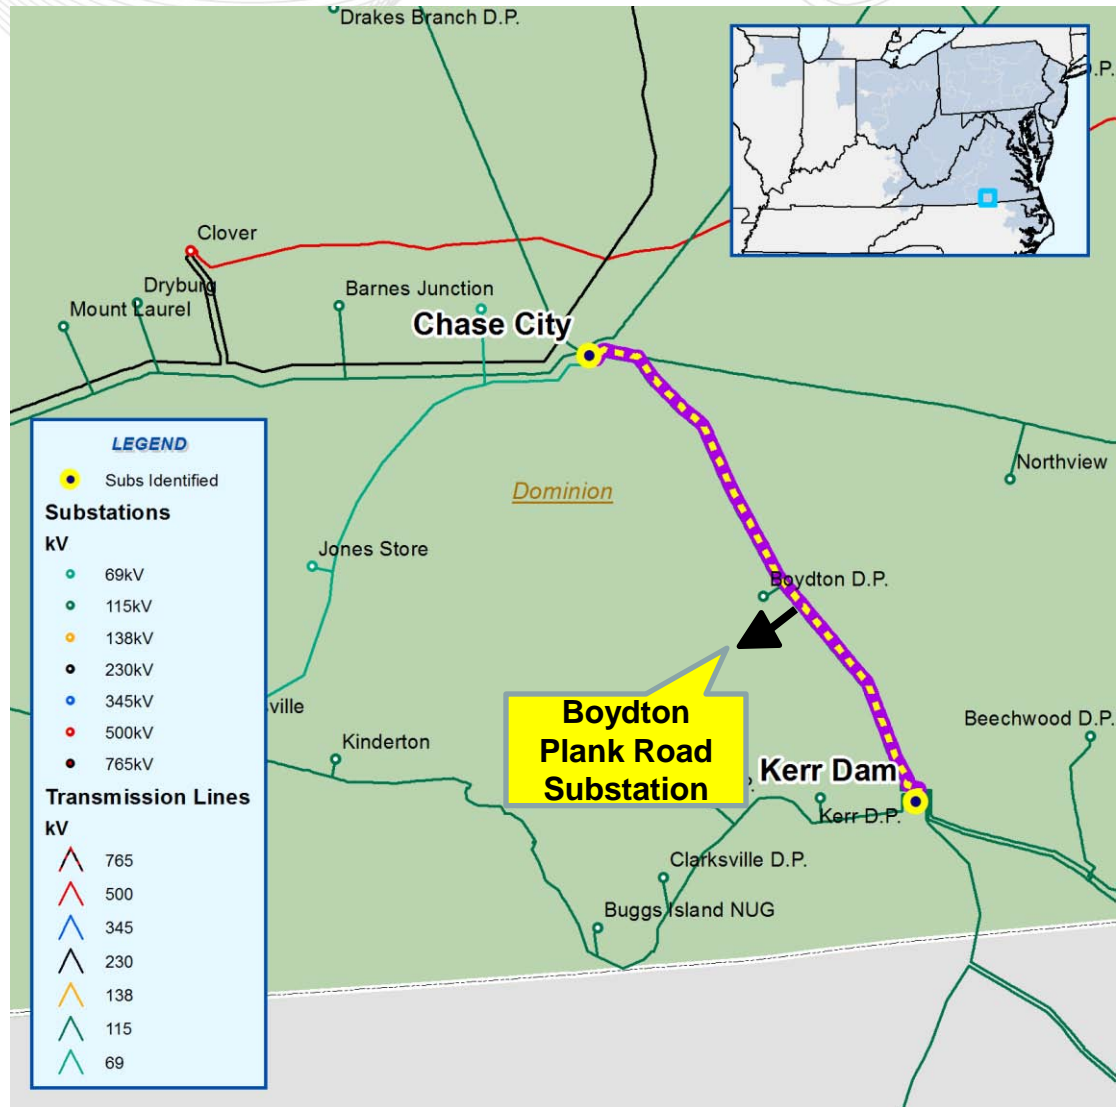 Drakes Branch D.P.
D.P.
Clover
Dryburg
Mount Laurel
Barnes Junction
Chase City
Northview
Dominion
Jones Store
Boydton D.P.
Boydton
Plank Road
Substation
ville
Kinderton
Beechwood D.P.
Kerr Dam
P.
Kerr D.P.
Clarksville D.P.
Buggs Island NUG
LEGEND
Subs Identified
Substations
kV
69kV
115kV
138kV
230kV
345kV
500kV
765kV
Transmission Lines
kV
765
500
345
230
138
115
69